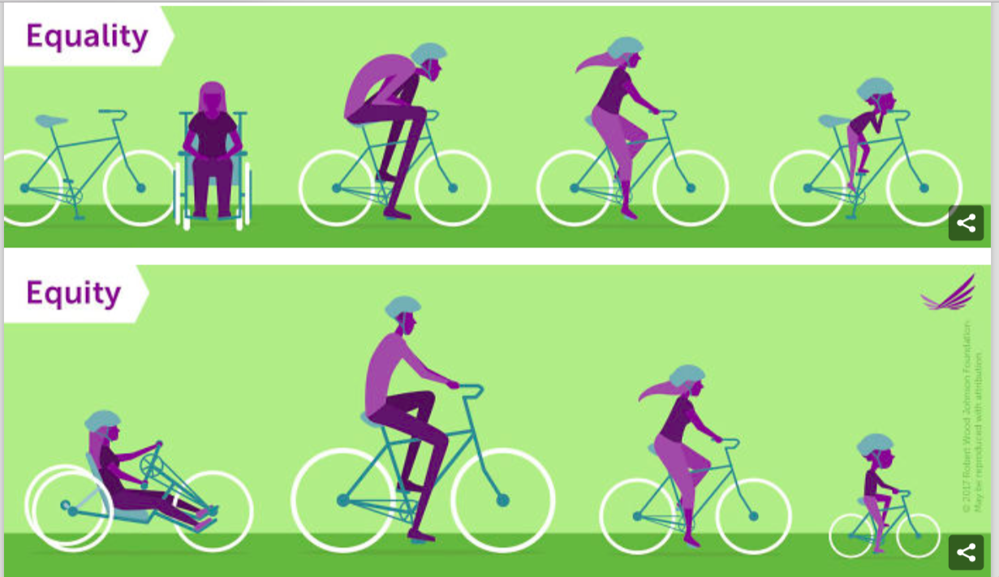 Equality
Equity
© 2017 Robert Wood Johnson Foundation
May be reproduced with attribution